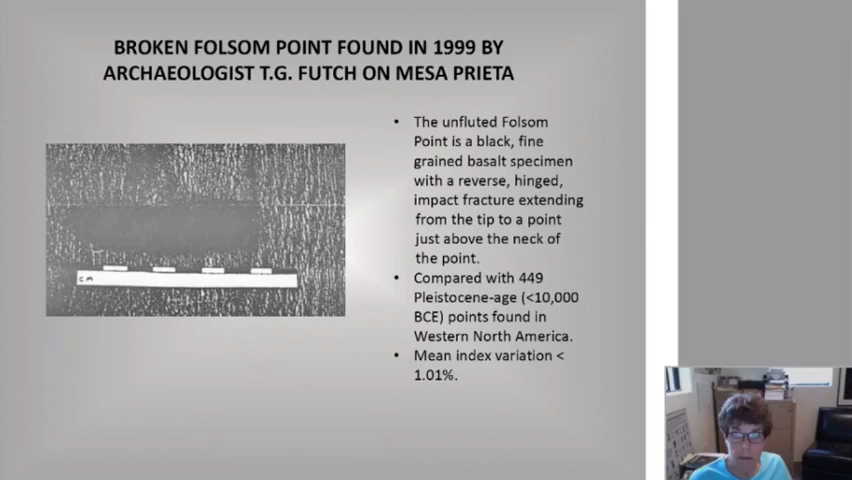 BROKEN FOLSOM POINT FOUND IN 1999 BY
ARCHAEOLOGIST T.G. FUTCH ON MESA PRIETA
• The unfluted Folsom
Point is a black, fine
grained basalt specimen
with a reverse, hinged,
impact fracture extending
from the tip to a point
just above the neck of
the point.
• Compared with 449
Pleistocene-age (<10,000
BCE) points found in
Western North America.
• Mean index variation <
1.01%.
CM